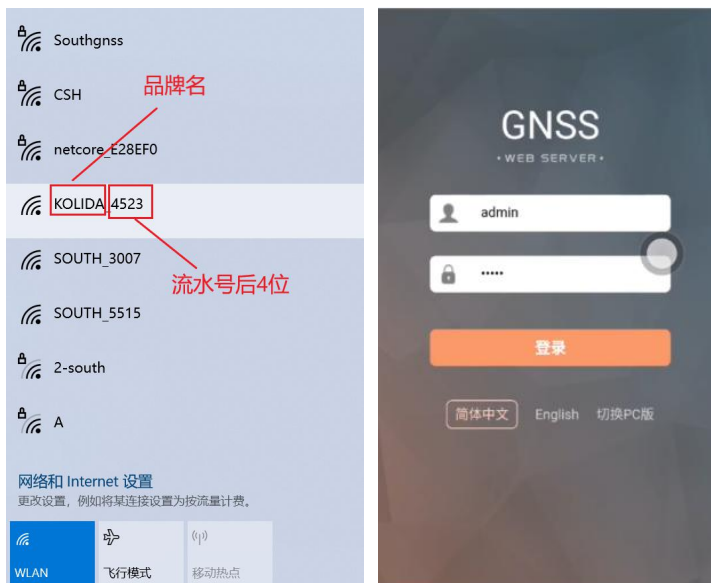 Southgnss
CSH
品牌名
netcore_E28EF0
KOLIDA_4523
SOUTH_3007
流水号后4位
SOUTH_5515
2-south
A
网络和 Internet 设置
更改设置，例如将某连接设置为按流量计费。
WLAN
飞行模式
移动热点
GNSS
·WEB SERVER·
admin
•••••
登录
简体中文 English 切换PC版